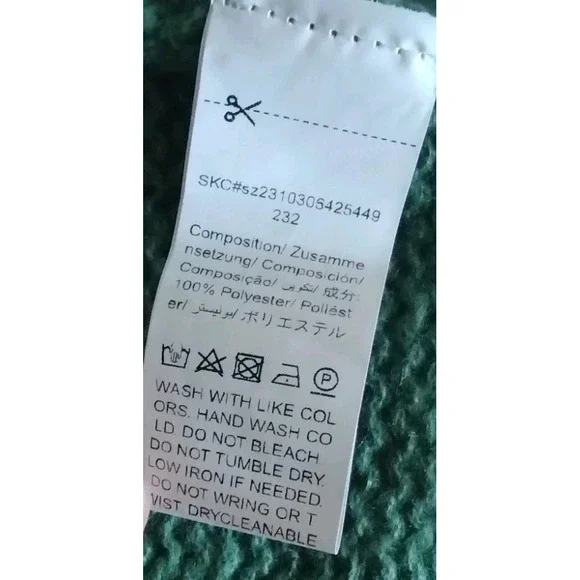 SKC#sz2310306425449
232
Composition/ Zusamme
nsetzung/ Composición/
Composição/ تكوين/ 成分:
100% Polyester/ Poliést
er/ بوليستر/ پولیستر/ポリエステル
P
WASH WITH LIKE COL
ORS. HAND WASH CO
LD. DO NOT BLEACH
DO NOT TUMBLE DRY.
LOW IRON IF NEEDED.
DO NOT WRING OR T
WIST DRYCLEANABLE